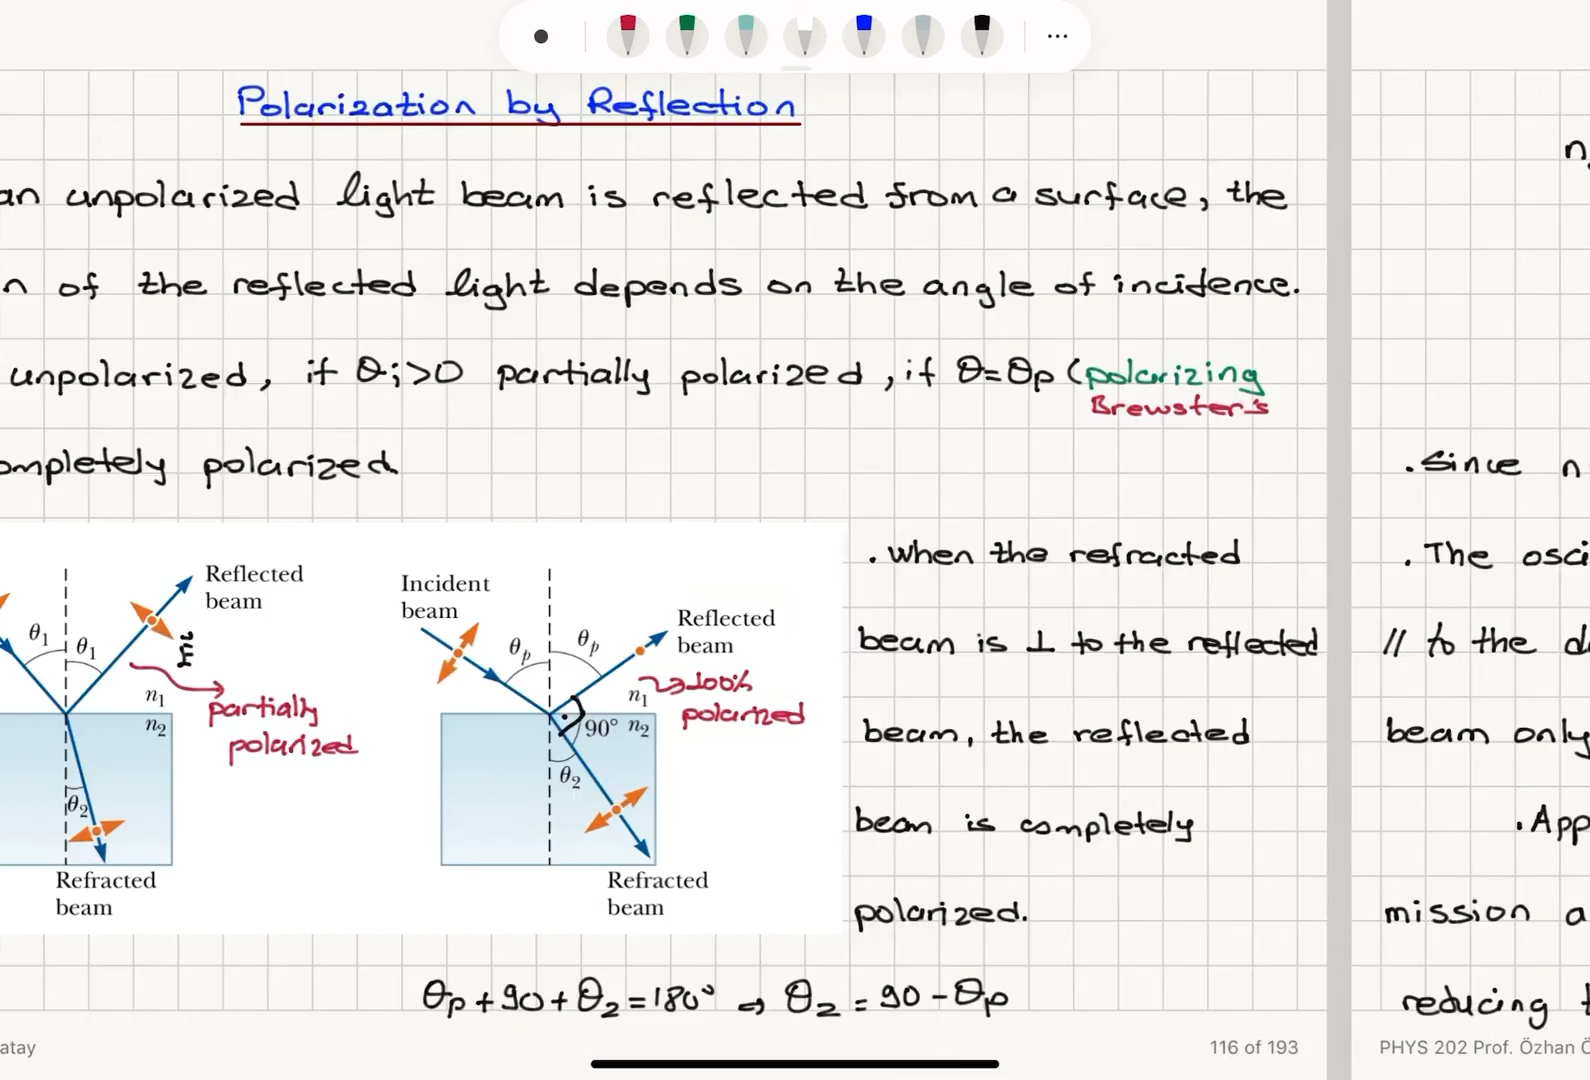 Polarization by Reflection
an unpolarized light beam is reflected from a surface, the
n of the reflected light depends on the angle of incidence.
unpolarized, if θi>0 partially polarized, if θ=θp (polarizing
Brewster's
ompletely polarized
Reflected
beam
θ1
θ1
n1
n2
θ2
Refracted
beam
partially
polarized
Incident
beam
θp
θp
Reflected
beam
n1
n2
90°
θ2
Refracted
beam
100%
polarized
. when the refracted
beam is ⊥ to the reflected
beam, the reflected
beam is completely
polarized.
θp + 90 + θ2 = 180° ⇒ θ2 = 90 - θp
atay
116 of 193
n
. Since n
. The osci
// to the d
beam only
. App
mission a
reducing t
PHYS 202 Prof. Özhan Ö